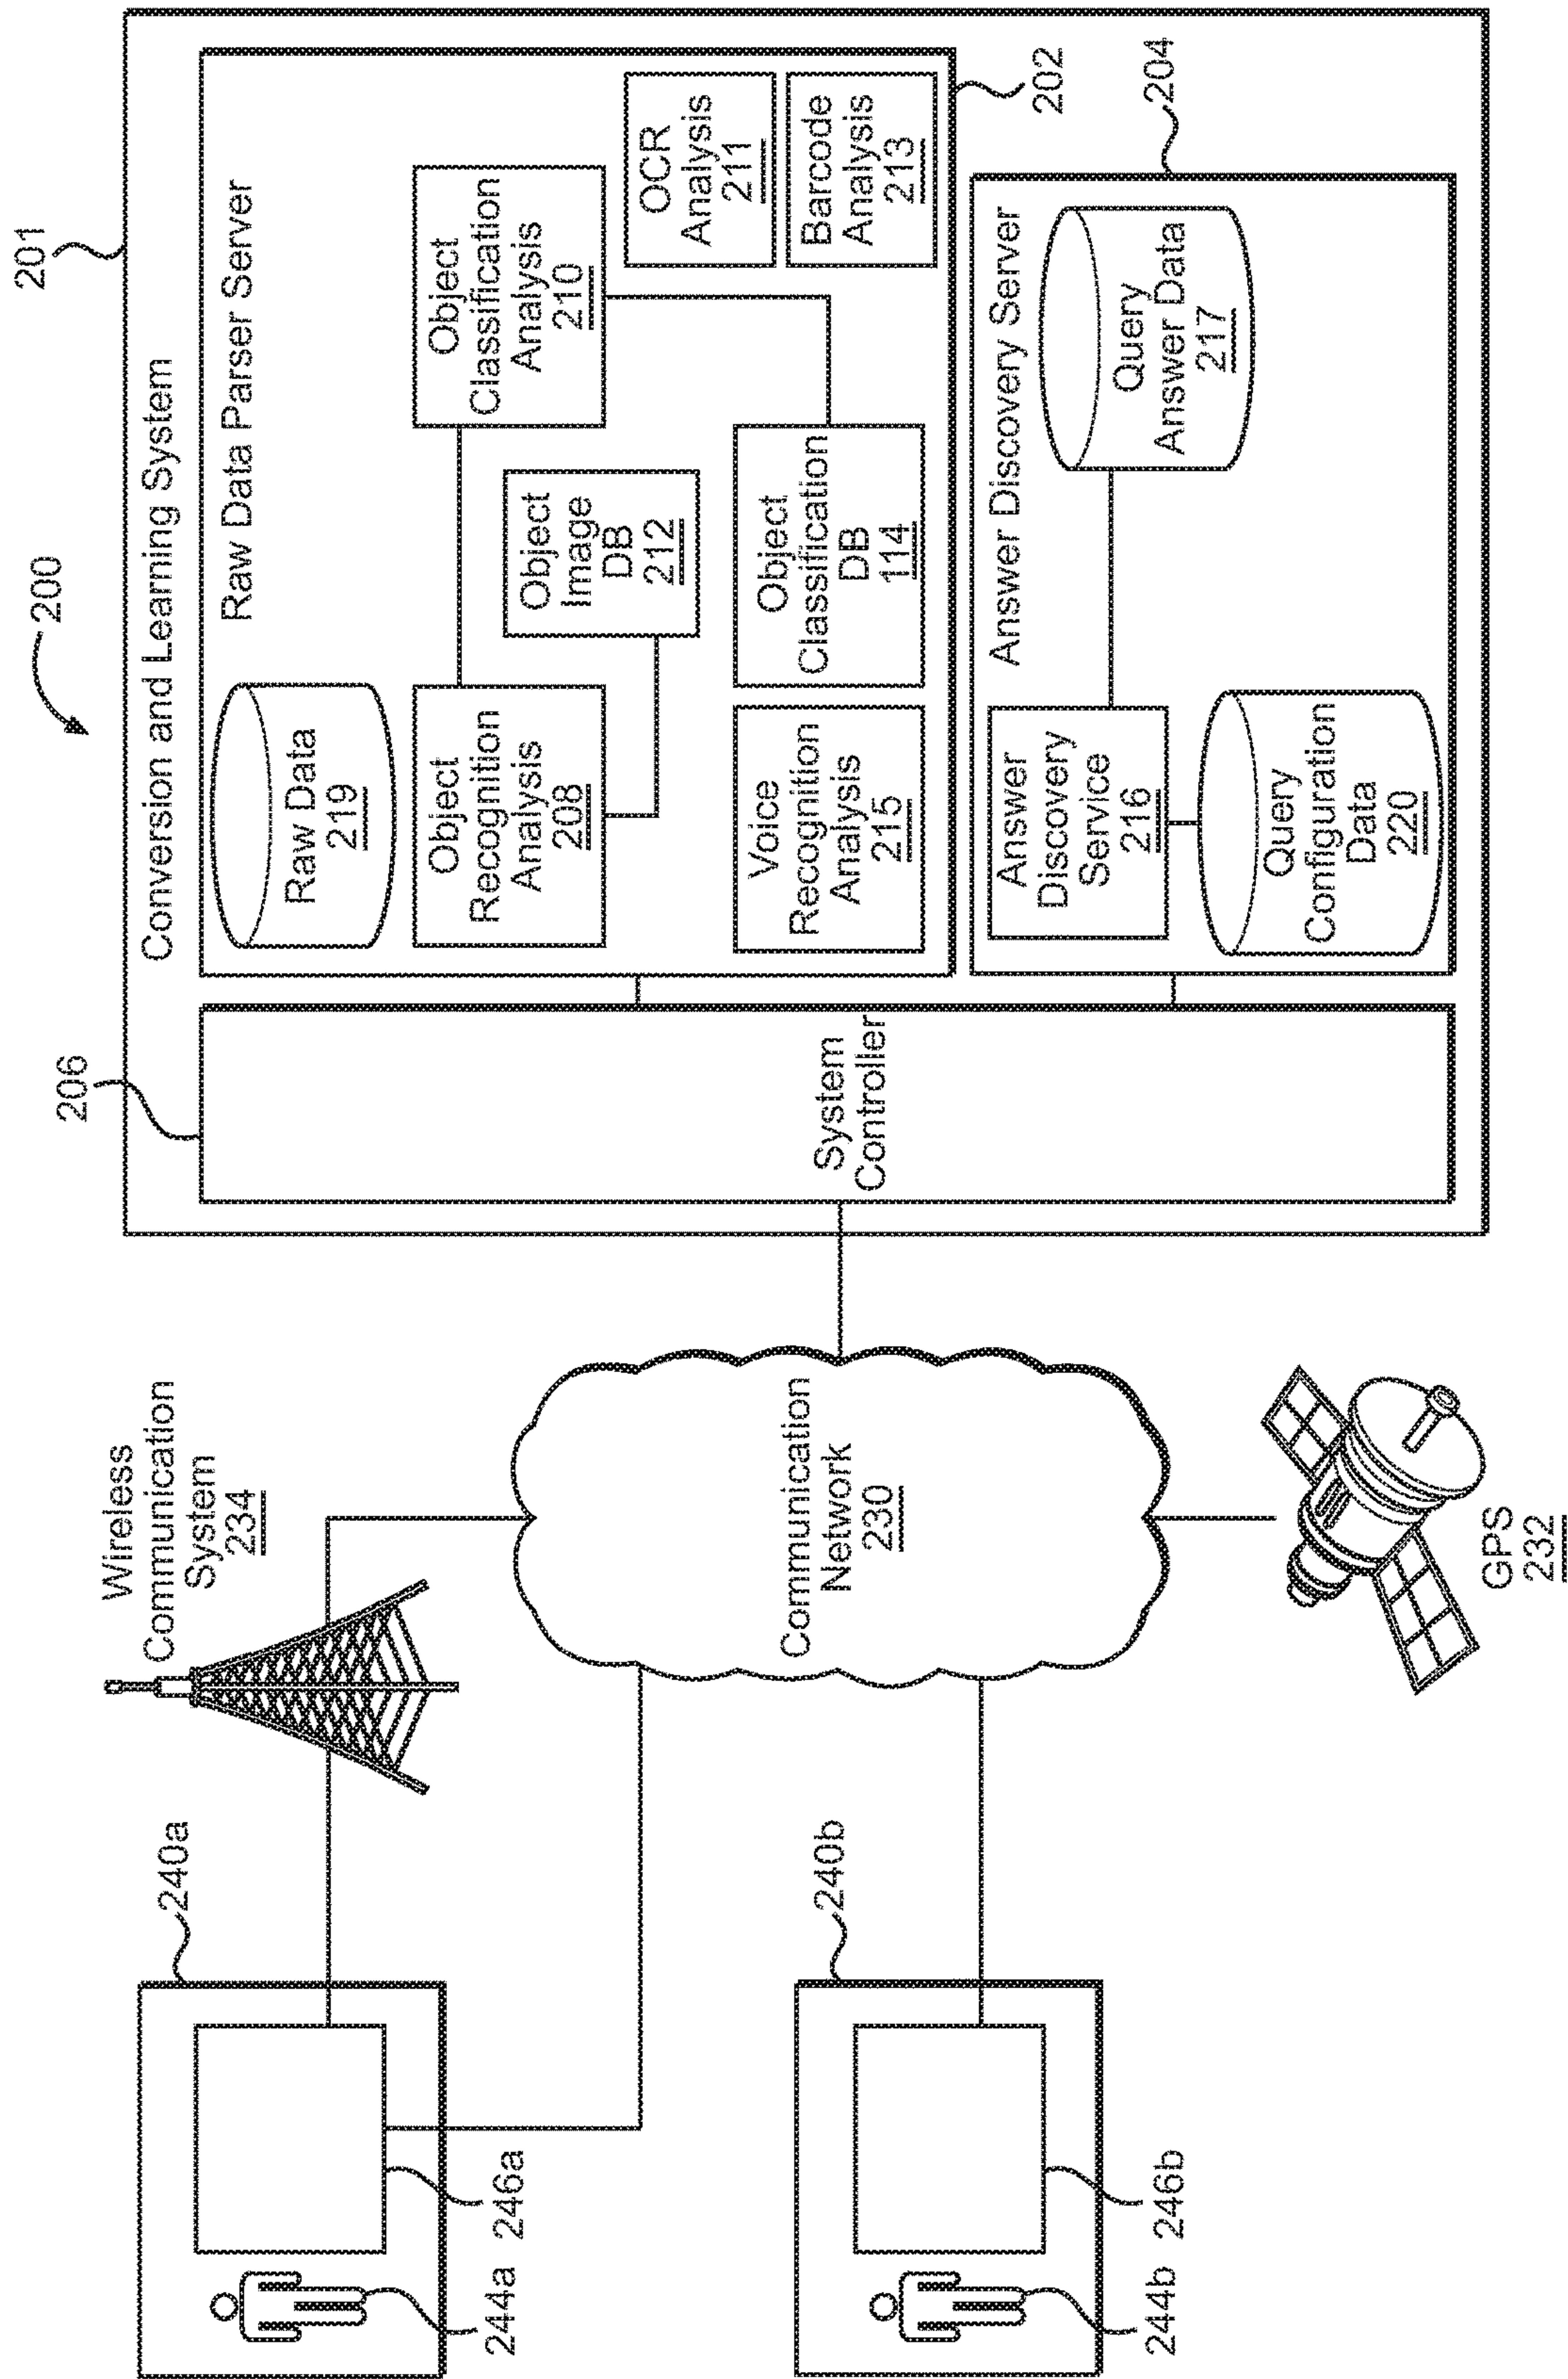 200
201
Conversion and Learning System
Raw Data Parser Server
Raw Data
219
Object
Recognition
Analysis
208
Object
Image
DB
212
Object
Classification
Analysis
210
OCR
Analysis
211
Barcode
Analysis
213
Voice
Recognition
Analysis
215
Object
Classification
DB
114
202
Answer Discovery Server
204
Answer
Discovery
Service
216
Query
Answer Data
217
Query
Configuration
Data
220
206
System
Controller
Wireless
Communication
System
234
Communication
Network
230
GPS
232
240a
246a
244a
240b
246b
244b